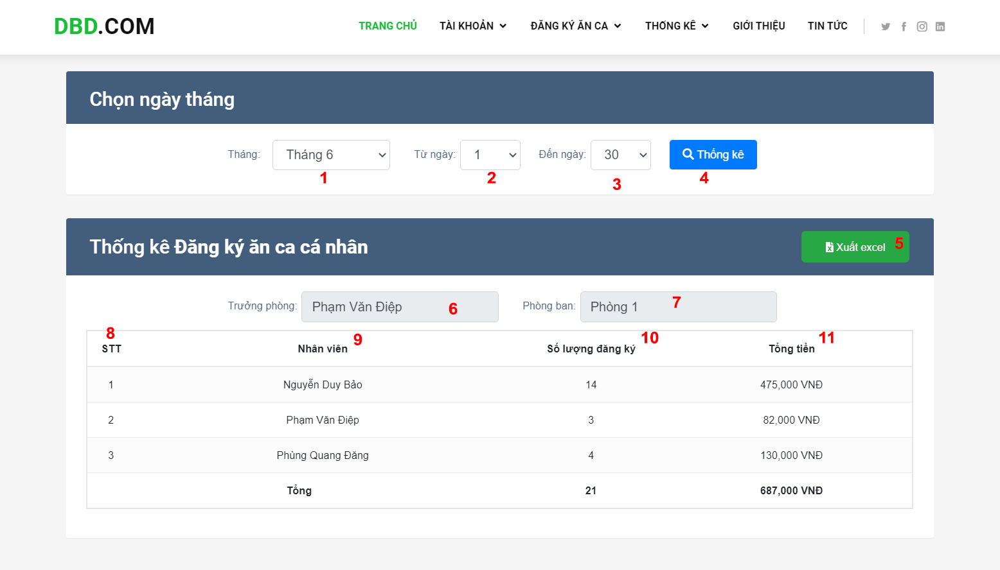 DBD.COM TRANG CHỦ TÀI KHOẢN ĐĂNG KÝ ĂN CA THỐNG KÊ GIỚI THIỆU TIN TỨC
Chọn ngày tháng
Tháng: Tháng 6 Từ ngày: 1 Đến ngày: 30 Thống kê
1 2 3 4
Thống kê Đăng ký ăn ca cá nhân Xuất excel 5
Trưởng phòng: Phạm Văn Điệp 6 Phòng ban: Phòng 1 7
8 9 10 11
STT Nhân viên Số lượng đăng ký Tổng tiền
1 Nguyễn Duy Bảo 14 475,000 VNĐ
2 Phạm Văn Điệp 3 82,000 VNĐ
3 Phùng Quang Đăng 4 130,000 VNĐ
Tổng 21 687,000 VNĐ